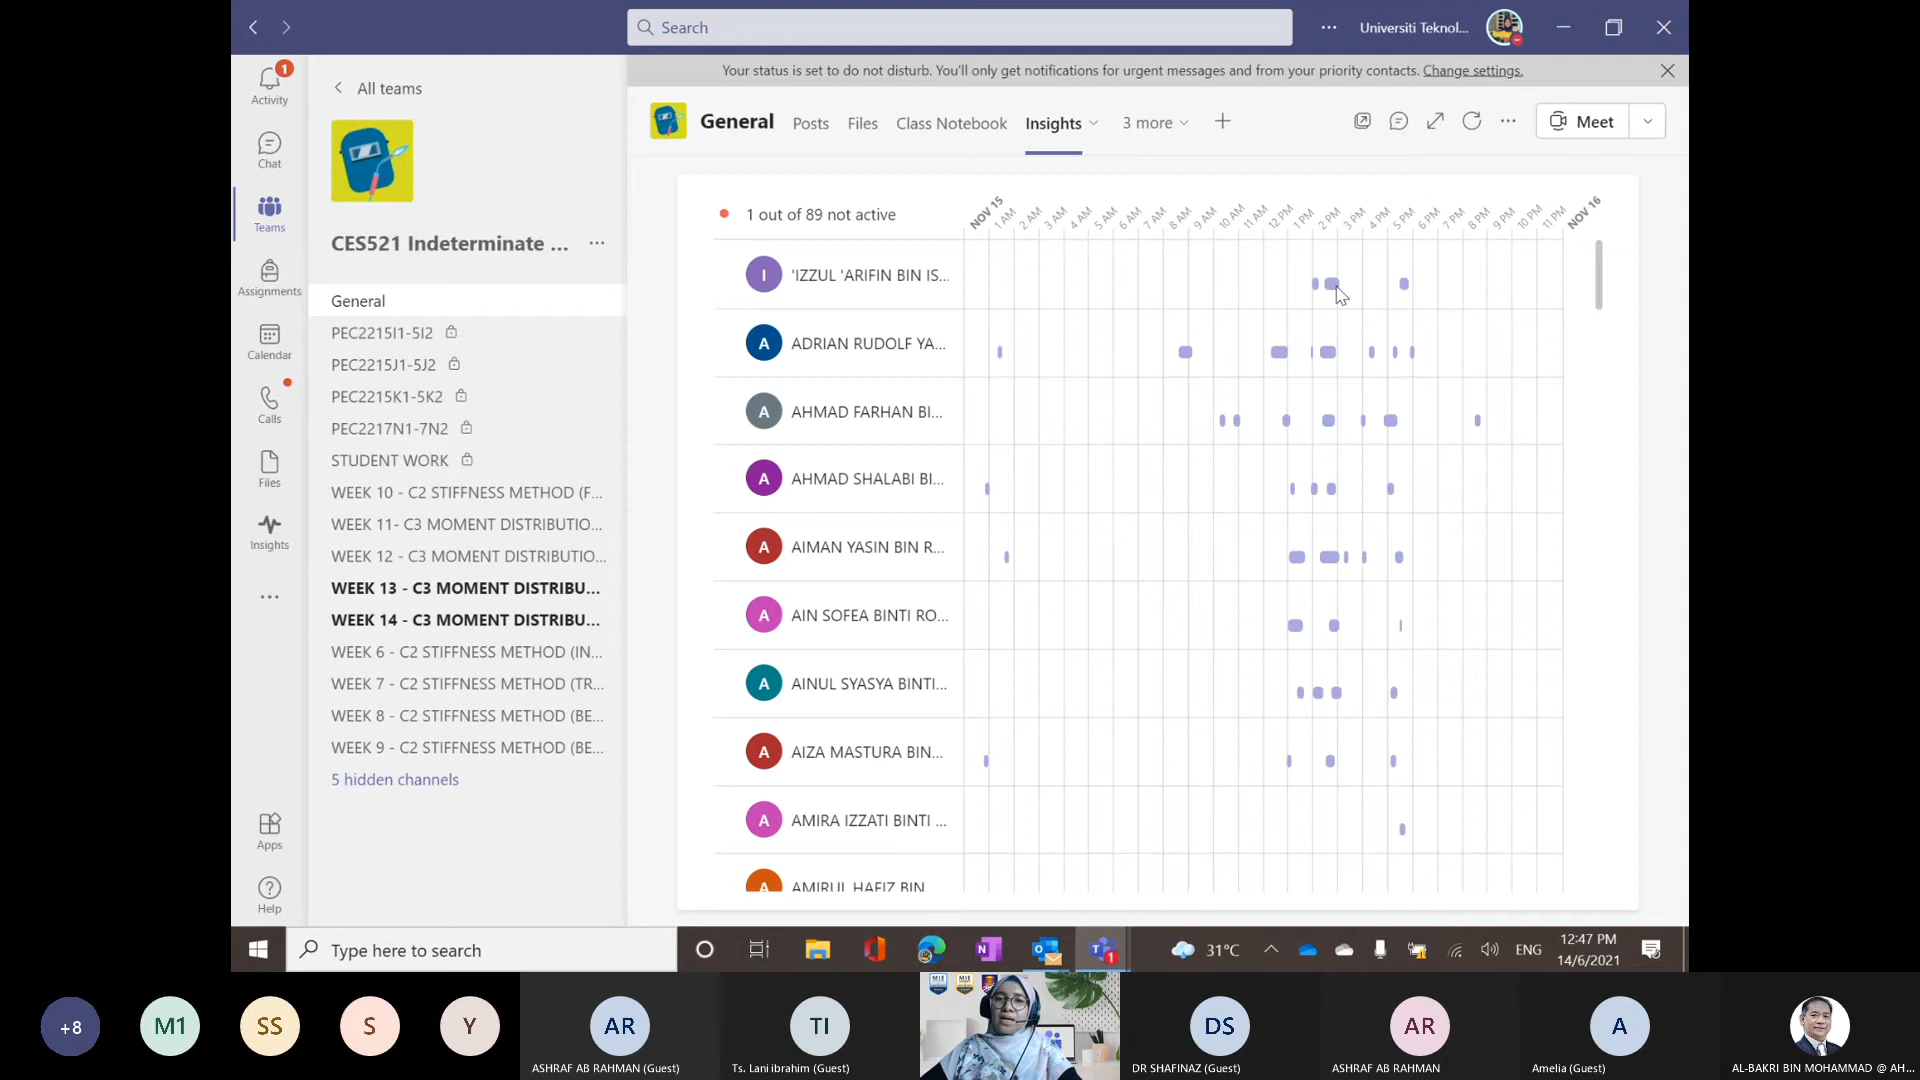 Search
Universiti Teknol...
Your status is set to do not disturb. You'll only get notifications for urgent messages and from your priority contacts. Change settings.
1
Activity
Chat
Teams
Assignments
Calendar
Calls
Files
Insights
Apps
Help
All teams
CES521 Indeterminate ...
General
PEC2215I1-5I2
PEC2215J1-5J2
PEC2215K1-5K2
PEC2217N1-7N2
STUDENT WORK
WEEK 10 - C2 STIFFNESS METHOD (F...
WEEK 11- C3 MOMENT DISTRIBUTIO...
WEEK 12 - C3 MOMENT DISTRIBUTIO...
WEEK 13 - C3 MOMENT DISTRIBU...
WEEK 14 - C3 MOMENT DISTRIBU...
WEEK 6 - C2 STIFFNESS METHOD (IN...
WEEK 7 - C2 STIFFNESS METHOD (TR...
WEEK 8 - C2 STIFFNESS METHOD (BE...
WEEK 9 - C2 STIFFNESS METHOD (BE...
5 hidden channels
General Posts Files Class Notebook Insights 3 more Meet
1 out of 89 not active
NOV 15 1 AM 2 AM 3 AM 4 AM 5 AM 6 AM 7 AM 8 AM 9 AM 10 AM 11 AM 12 PM 1 PM 2 PM 3 PM 4 PM 5 PM 6 PM 7 PM 8 PM 9 PM 10 PM 11 PM NOV 16
I 'IZZUL 'ARIFIN BIN IS...
A ADRIAN RUDOLF YA...
A AHMAD FARHAN BI...
A AHMAD SHALABI BI...
A AIMAN YASIN BIN R...
A AIN SOFEA BINTI RO...
A AINUL SYASYA BINTI...
A AIZA MASTURA BIN...
A AMIRA IZZATI BINTI ...
A AMIRUL HAFIZ BIN
Type here to search
1
31°C
ENG
12:47 PM
14/6/2021
+8
M1
SS
S
Y
AR
ASHRAF AB RAHMAN (Guest)
TI
Ts. Lani ibrahim (Guest)
DS
DR SHAFINAZ (Guest)
AR
ASHRAF AB RAHMAN
A
Amelia (Guest)
AL-BAKRI BIN MOHAMMAD @ AH...